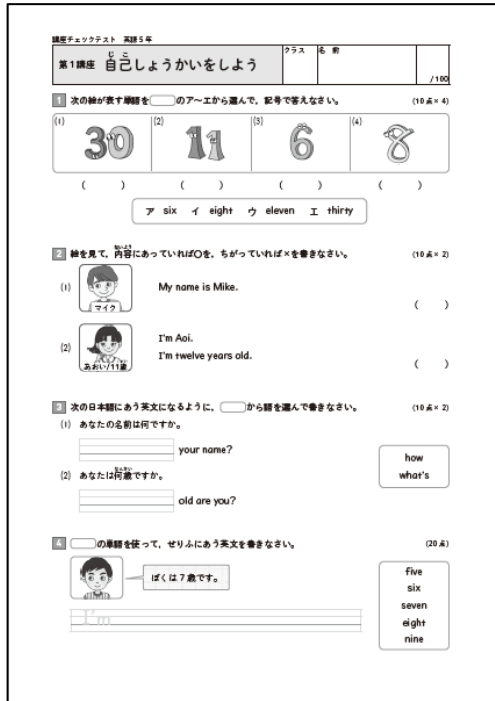 講座チェックテスト 英語5年
第1講座 自己しょうかいをしよう
じこ
クラス 名前
/100
1 次の絵が表す単語を のア〜エから選んで，記号で答えなさい。 (10点×4)
(1) 30 (2) 11 (3) 6 (4) 8
( ) ( ) ( ) ( )
ア six イ eight ウ eleven エ thirty
2 絵を見て，内容にあっていれば○を，ちがっていれば×を書きなさい。 (10点×2)
ないよう
(1) My name is Mike.
マイク
( )
(2) I'm Aoi.
I'm twelve years old.
あおい/11歳
( )
3 次の日本語にあう英文になるように， から語を選んで書きなさい。 (10点×2)
(1) あなたの名前は何ですか。
your name?
(2) あなたは何歳ですか。
なんさい
old are you?
how
what's
4 の単語を使って，せりふにあう英文を書きなさい。 (20点)
ぼくは7歳です。
I'm
five
six
seven
eight
nine